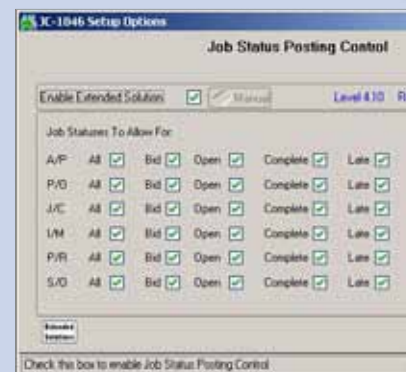 JC-1046 Setup Options
Job Status Posting Control
Enable Extended Solution Manual Level 4.10 R
Job Statuses To Allow For
A/P All Bid Open Complete Late
P/O All Bid Open Complete Late
J/C All Bid Open Complete Late
I/M All Bid Open Complete Late
P/R All Bid Open Complete Late
S/O All Bid Open Complete Late
Extended
Solutions
Check this box to enable Job Status Posting Control